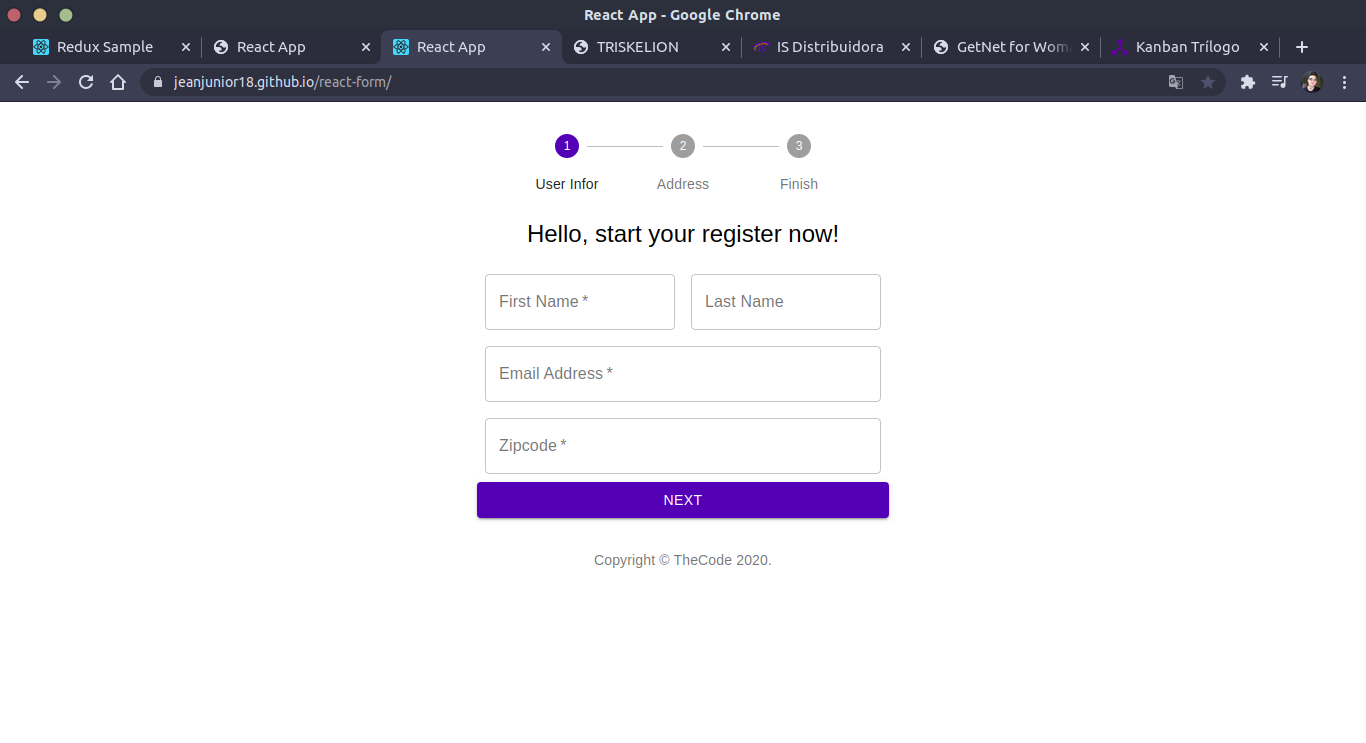 React App - Google Chrome
Redux Sample React App React App TRISKELION IS Distribuidora GetNet for Wom Kanban Trílogo
jeanjunior18.github.io/react-form/
1 2 3
User Infor Address Finish
Hello, start your register now!
First Name * Last Name
Email Address *
Zipcode *
NEXT
Copyright © TheCode 2020.